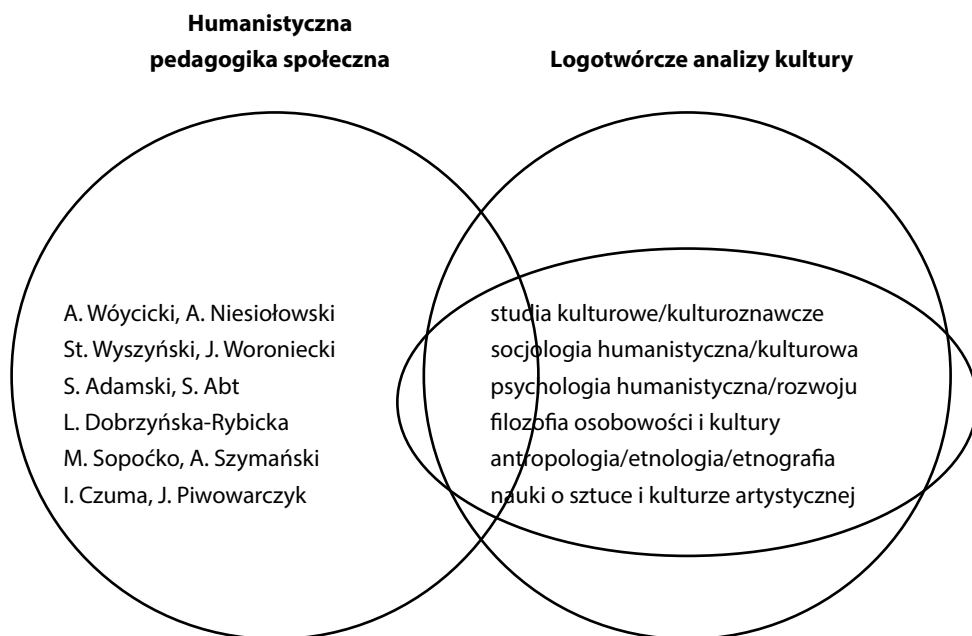 Humanistyczna
pedagogika społeczna
Logotwórcze analizy kultury
A. Wóycicki, A. Niesiołowski
St. Wyszyński, J. Woroniecki
S. Adamski, S. Abt
L. Dobrzyńska-Rybicka
M. Sopoćko, A. Szymański
I. Czuma, J. Piwowarczyk
studia kulturowe/kulturoznawcze
socjologia humanistyczna/kulturowa
psychologia humanistyczna/rozwoju
filozofia osobowości i kultury
antropologia/etnologia/etnografia
nauki o sztuce i kulturze artystycznej